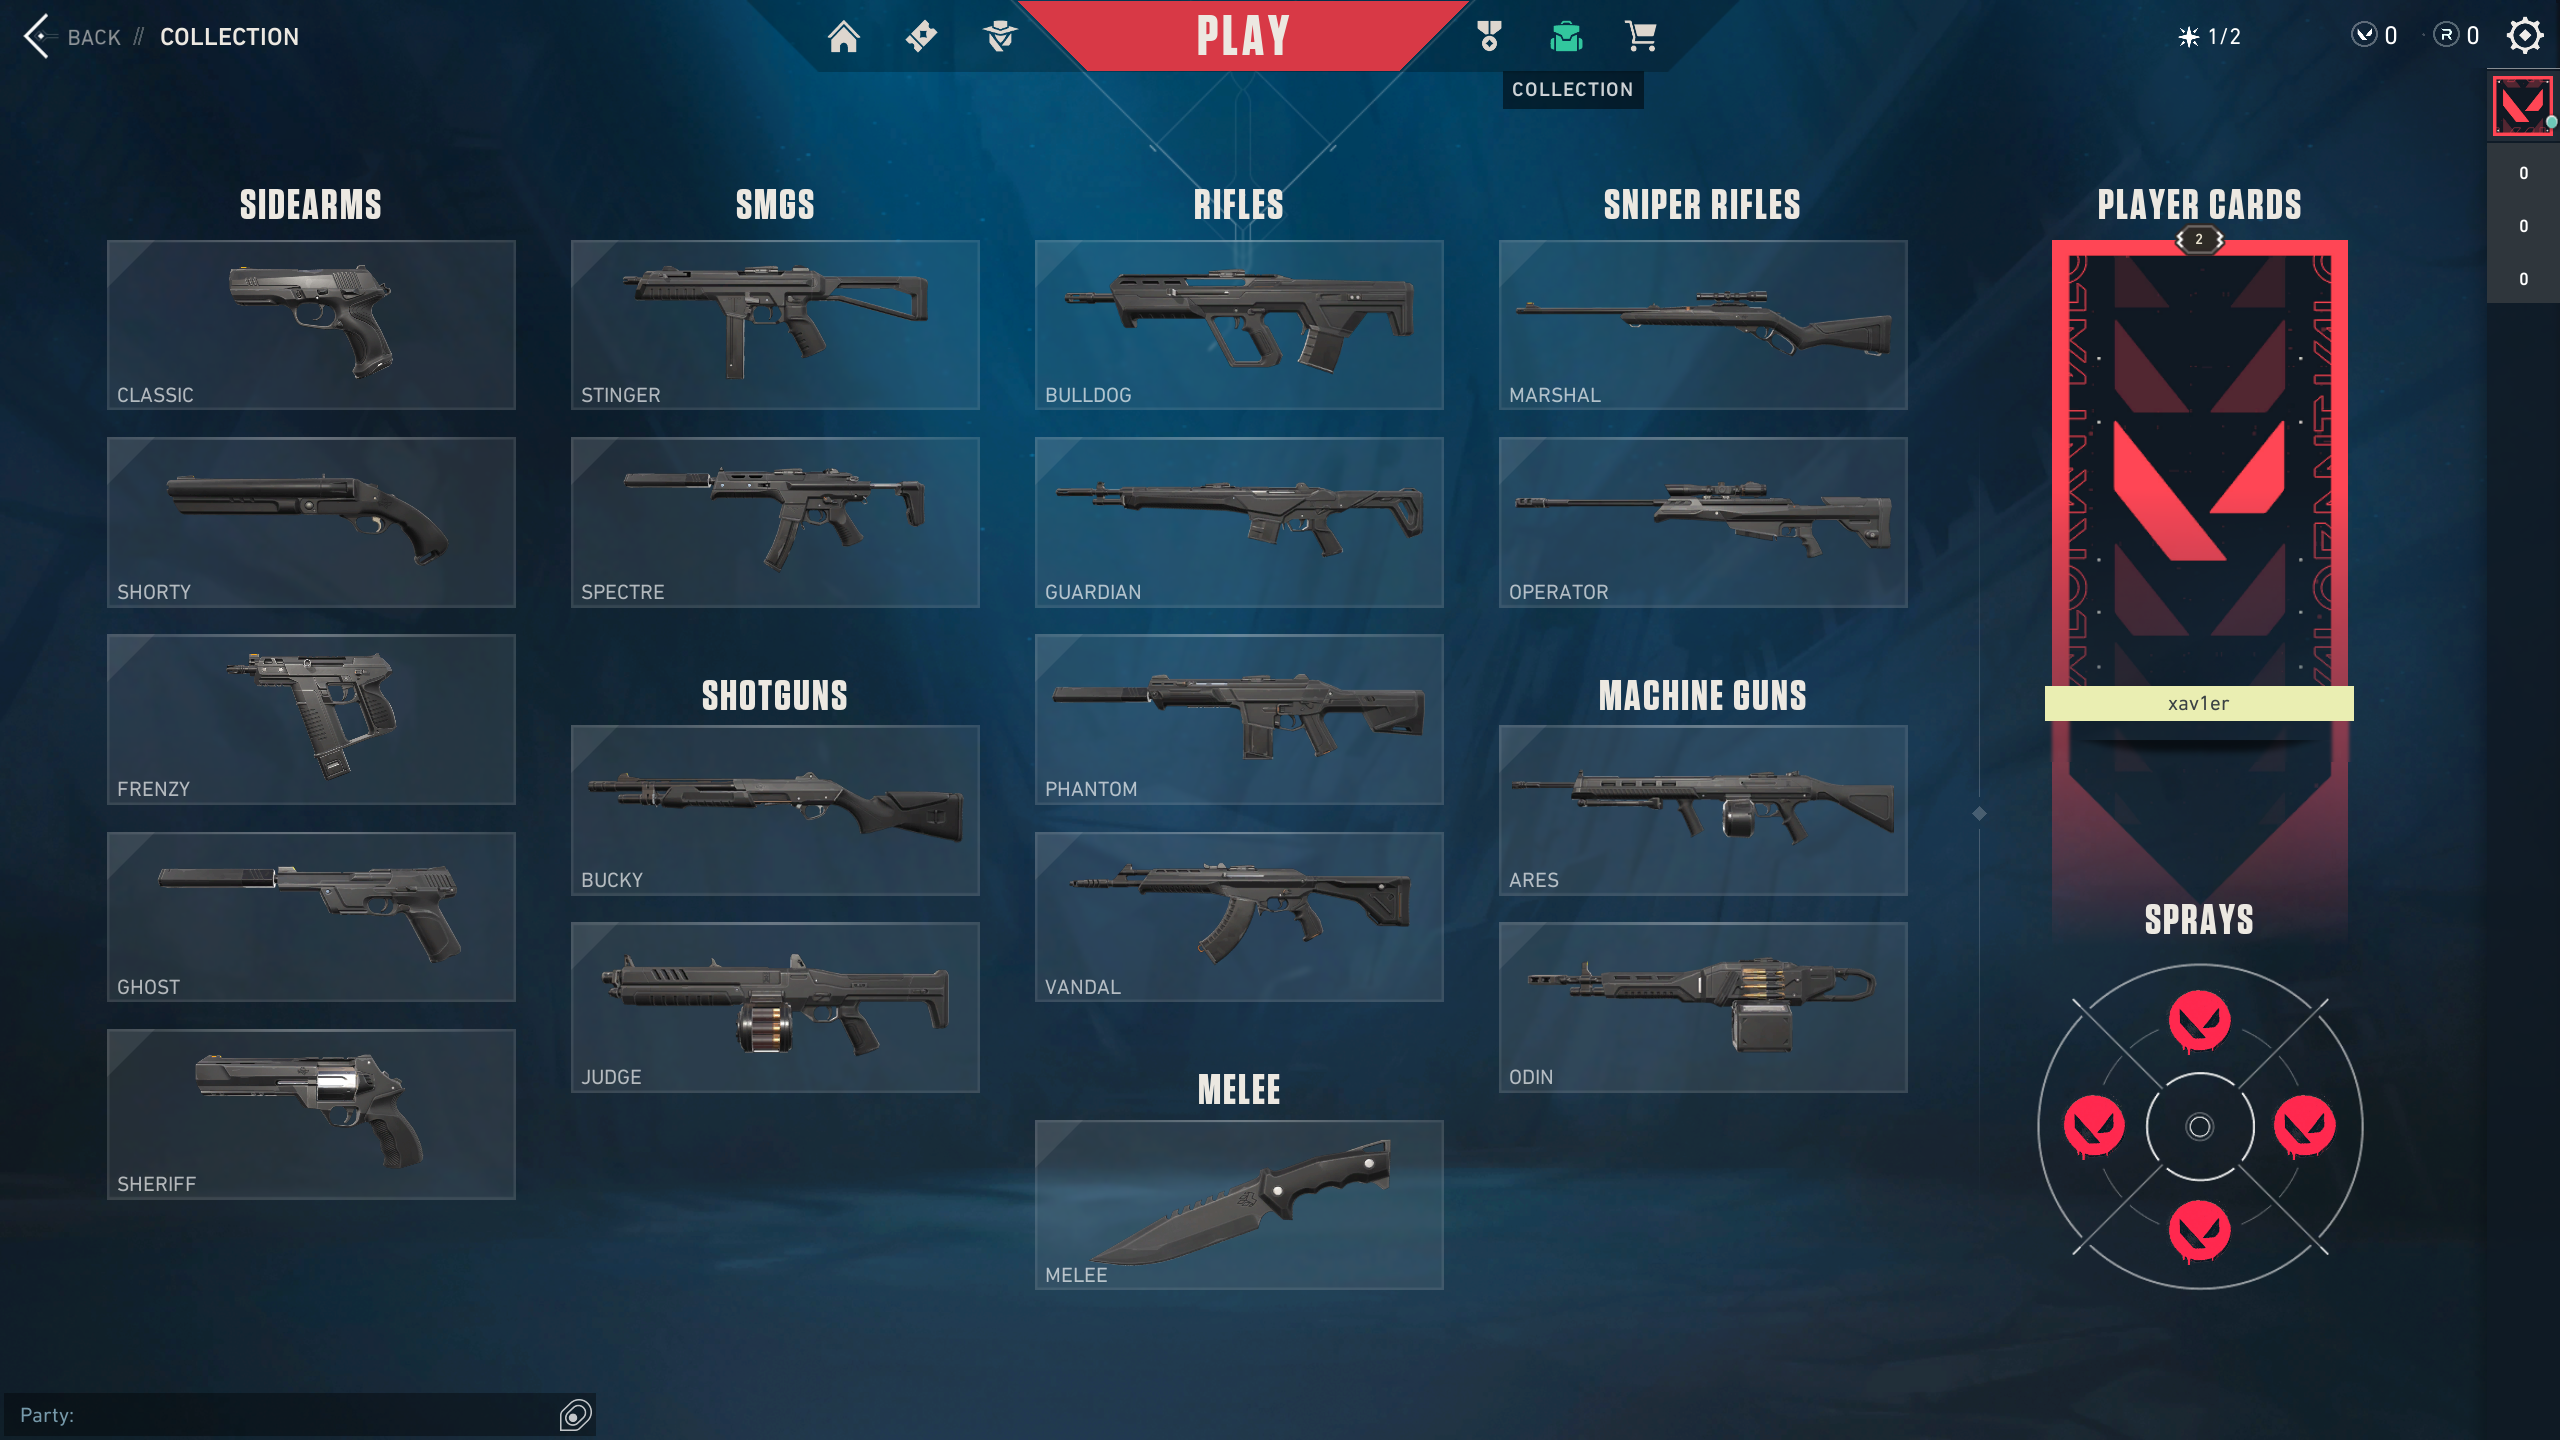 BACK // COLLECTION
PLAY
1/2
0
R 0
COLLECTION
0
0
0
SIDEARMS
CLASSIC
SHORTY
FRENZY
GHOST
SHERIFF
SMGS
STINGER
SPECTRE
SHOTGUNS
BUCKY
JUDGE
RIFLES
BULLDOG
GUARDIAN
PHANTOM
VANDAL
MELEE
MELEE
SNIPER RIFLES
MARSHAL
OPERATOR
MACHINE GUNS
ARES
ODIN
PLAYER CARDS
2
VALORANT
VALORANT
xav1er
SPRAYS
Party: